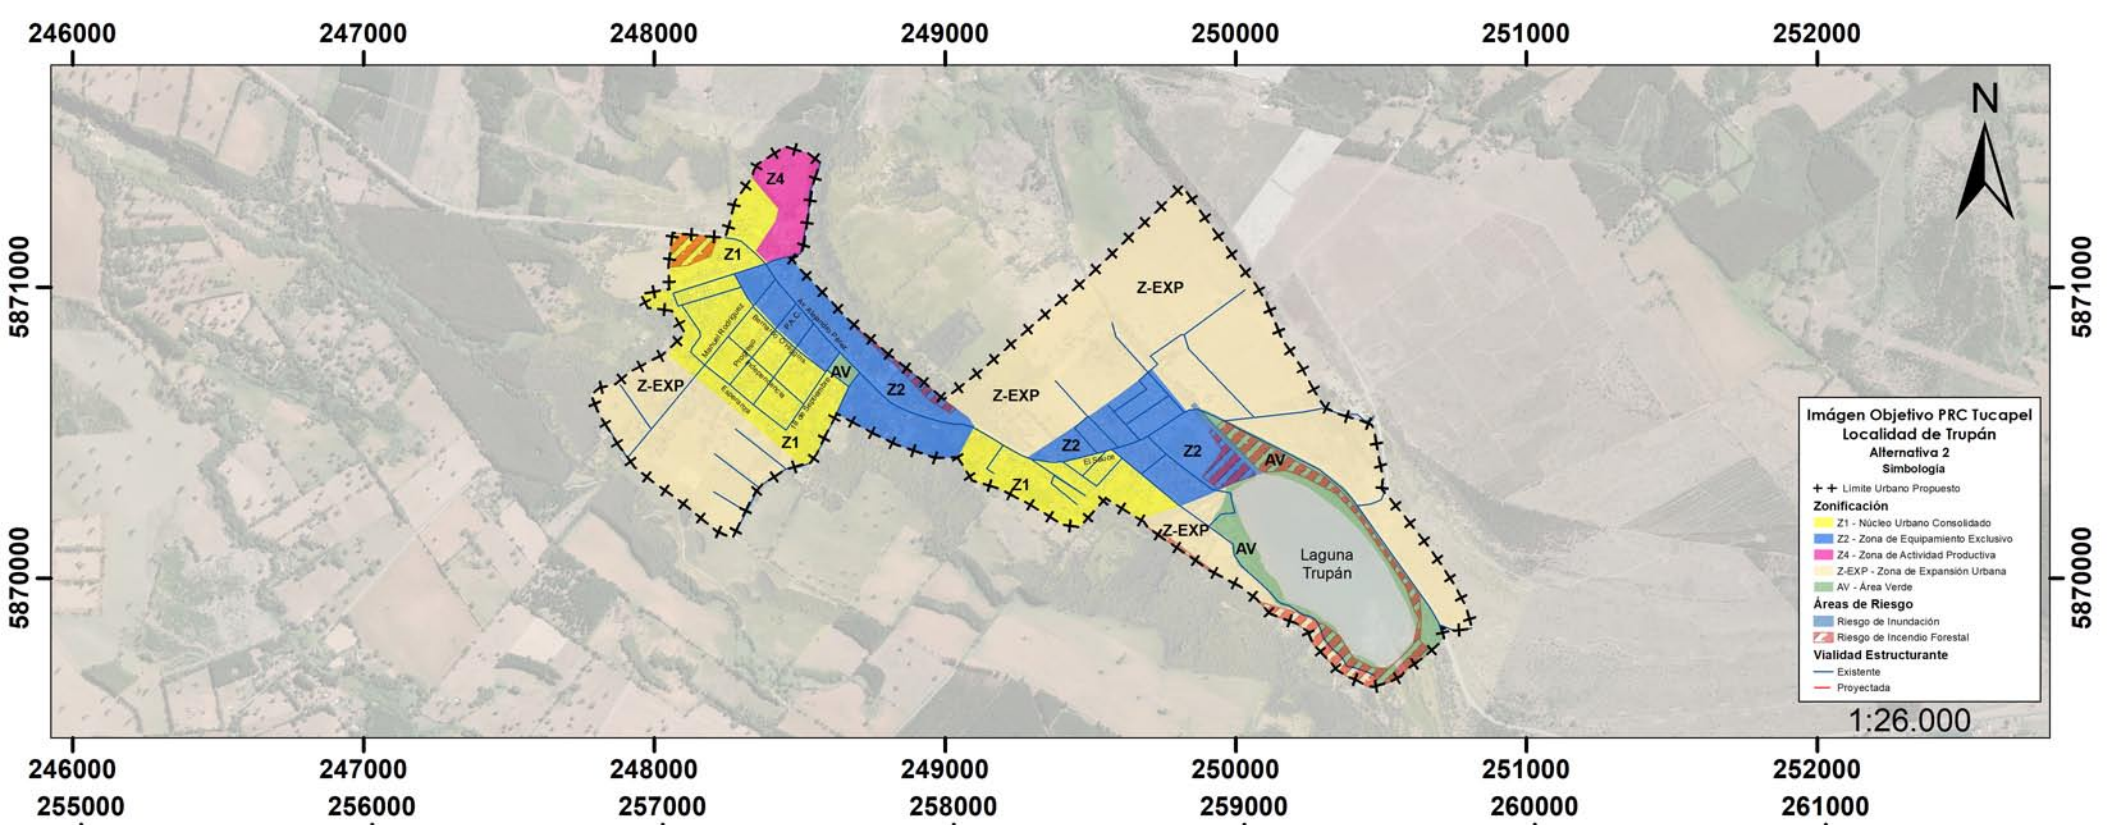 246000 247000 248000 249000 250000 251000 252000
N
Z4
Z1
5871000 5871000
Z-EXP
Manuel Rodriguez
Bernardo O'Higgins
P.A.C.
Av. Alejandro Pérez
Progreso
Independencia
Esperanza
18 de Septiembre
AV
Z-EXP
Z2
Z-EXP
Z1
Z2
El Sauce
Z2
AV
Z1
Z-EXP
AV
Laguna
Trupán
5870000 5870000
Imágen Objetivo PRC Tucapel
Localidad de Trupán
Alternativa 2
Simbología
Limite Urbano Propuesto
Zonificación
Z1 - Núcleo Urbano Consolidado
Z2 - Zona de Equipamiento Exclusivo
Z4 - Zona de Actividad Productiva
Z-EXP - Zona de Expansión Urbana
AV - Área Verde
Áreas de Riesgo
Riesgo de Inundación
Riesgo de Incendio Forestal
Vialidad Estructurante
Existente
Proyectada
1:26.000
246000 247000 248000 249000 250000 251000 252000
255000 256000 257000 258000 259000 260000 261000